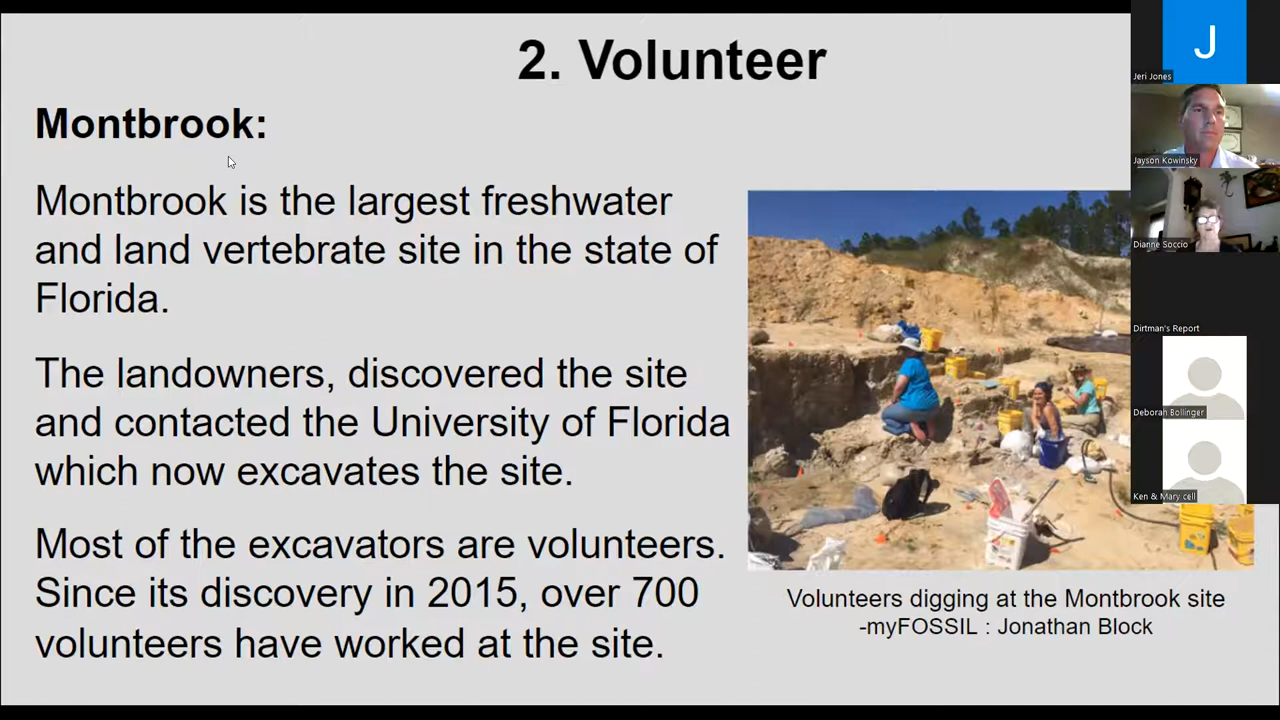 2. Volunteer
Montbrook:
Montbrook is the largest freshwater
and land vertebrate site in the state of
Florida.
The landowners, discovered the site
and contacted the University of Florida
which now excavates the site.
Most of the excavators are volunteers.
Since its discovery in 2015, over 700
volunteers have worked at the site.
Volunteers digging at the Montbrook site
-myFOSSIL : Jonathan Block
J
Jeri Jones
Jayson Kowinsky
Dianne Soccio
Dirtman's Report
Deborah Bollinger
Ken & Mary cell